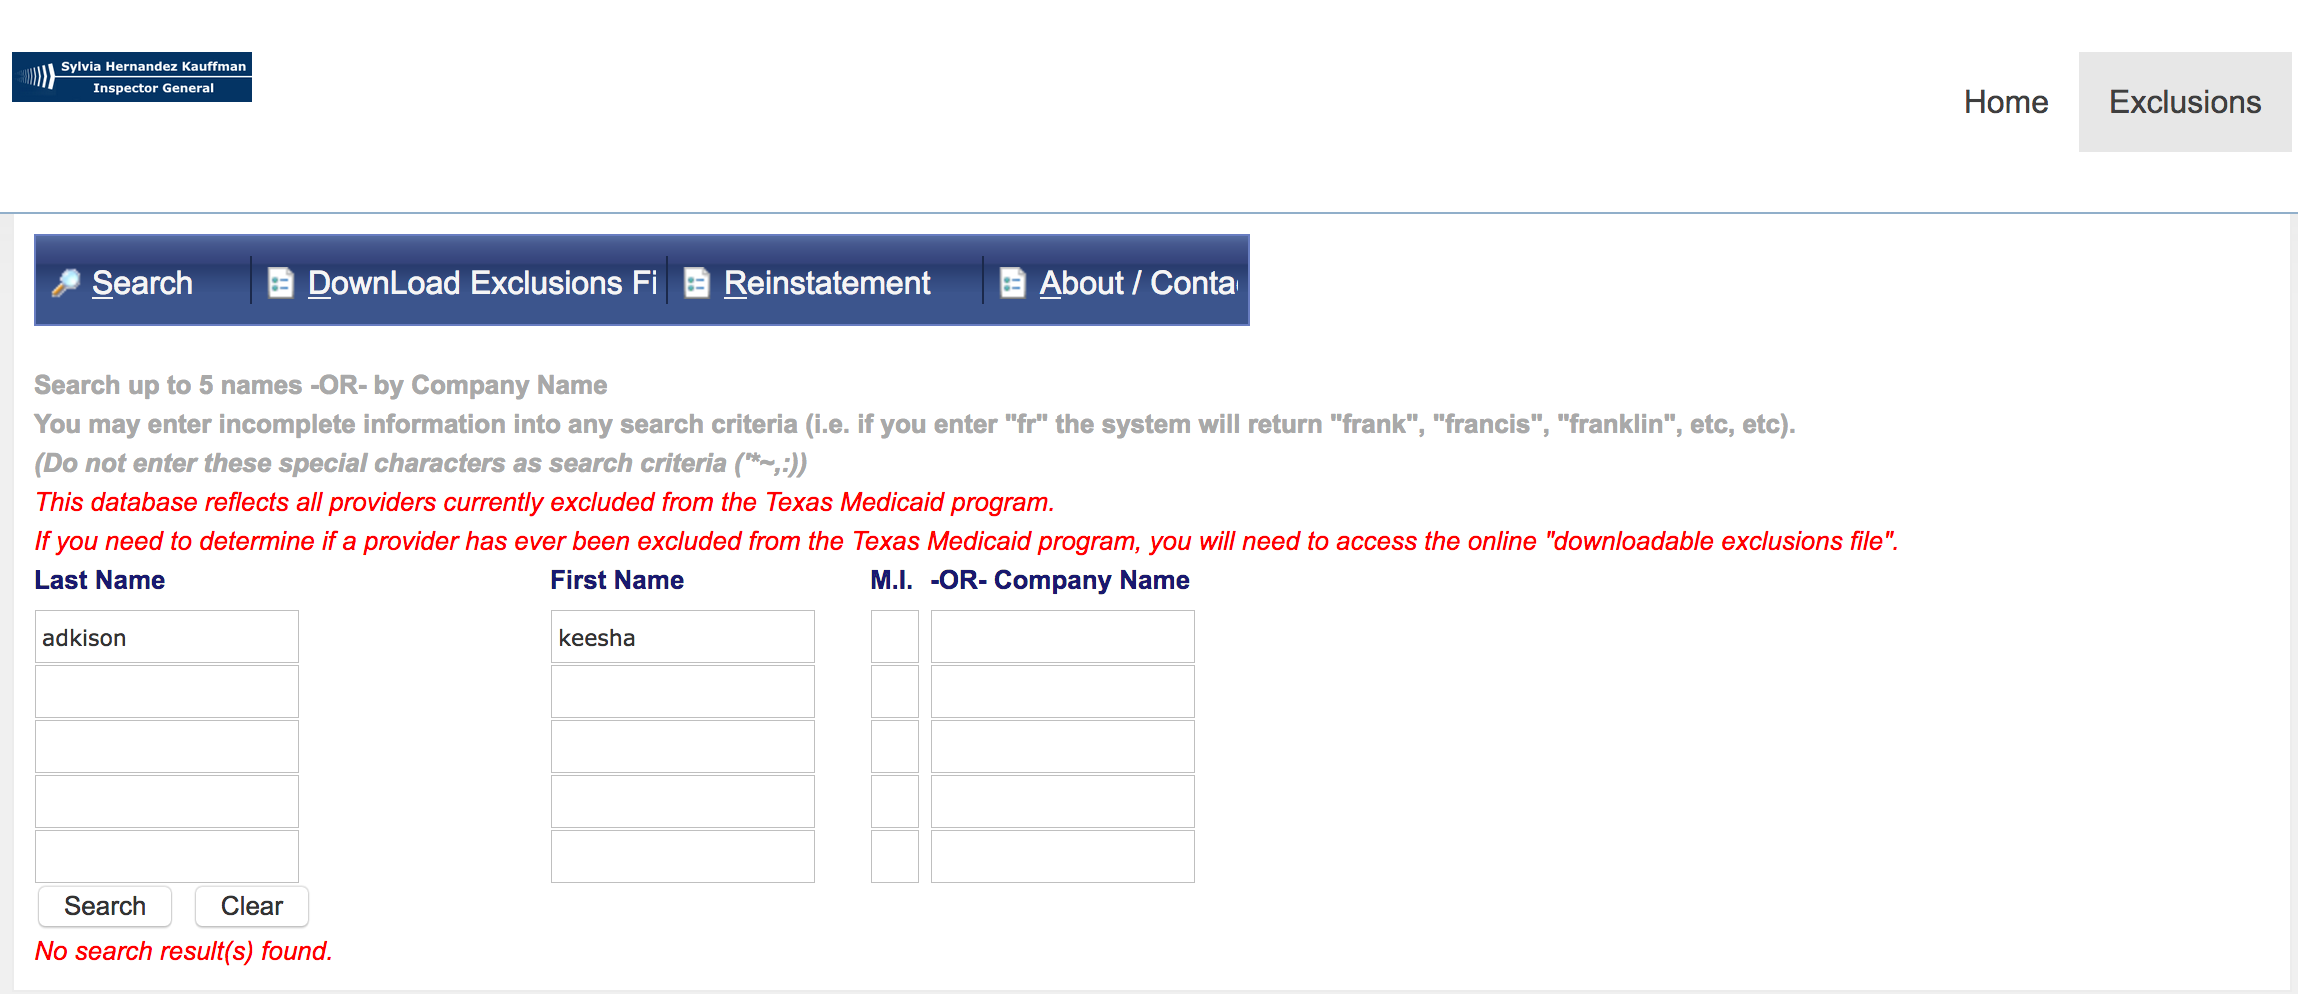 Sylvia Hernandez Kauffman
Inspector General
Home
Exclusions
Search
DownLoad Exclusions Fi
Reinstatement
About / Conta
Search up to 5 names -OR- by Company Name
You may enter incomplete information into any search criteria (i.e. if you enter "fr" the system will return "frank", "francis", "franklin", etc, etc).
(Do not enter these special characters as search criteria ('*~,:))
This database reflects all providers currently excluded from the Texas Medicaid program.
If you need to determine if a provider has ever been excluded from the Texas Medicaid program, you will need to access the online "downloadable exclusions file".
Last Name First Name M.I. -OR- Company Name
adkison keesha
Search Clear
No search result(s) found.